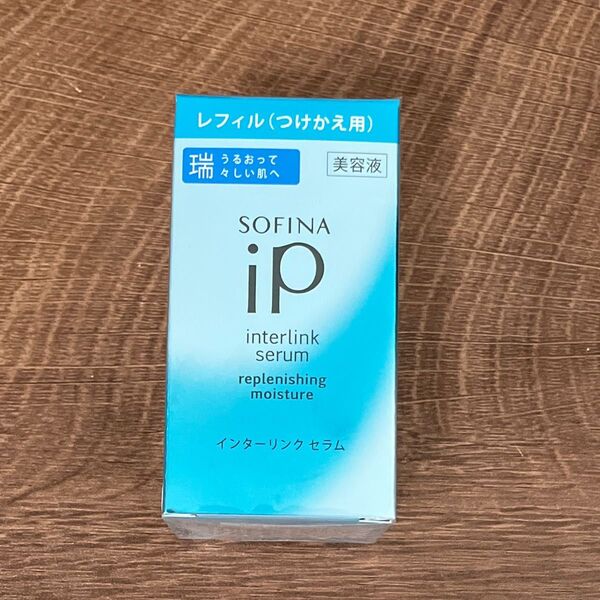 レフィル（つけかえ用）
瑞 うるおって
々しい肌へ
美容液
SOFINA
iP
interlink
serum
replenishing
moisture
インターリンク セラム